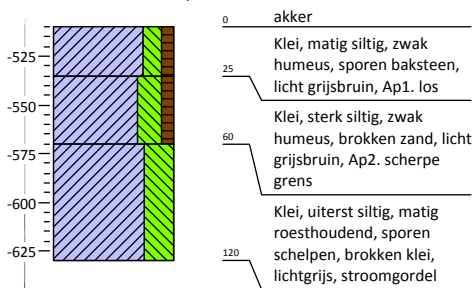 0 akker
Klei, matig siltig, zwak
humeus, sporen baksteen,
licht grijsbruin, Ap1. los
25
Klei, sterk siltig, zwak
humeus, brokken zand, licht
grijsbruin, Ap2. scherpe
grens
60
Klei, uiterst siltig, matig
roesthoudend, sporen
schelpen, brokken klei,
lichtgrijs, stroomgordel
120
-525
-550
-575
-600
-625